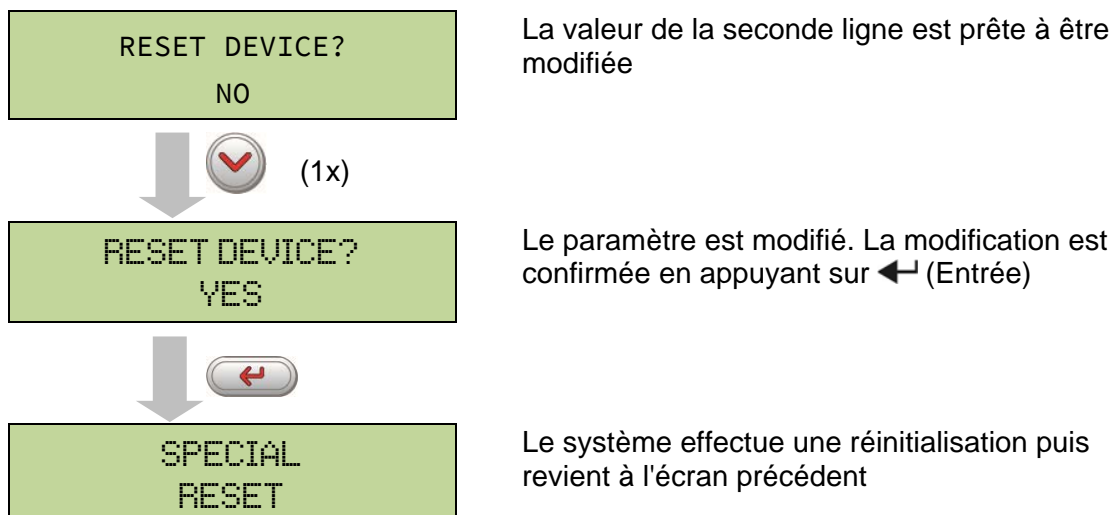 RESET DEVICE?
NO
La valeur de la seconde ligne est prête à être
modifiée
(1x)
RESET DEVICE?
YES
Le paramètre est modifié. La modification est
confirmée en appuyant sur (Entrée)
SPECIAL
RESET
Le système effectue une réinitialisation puis
revient à l'écran précédent